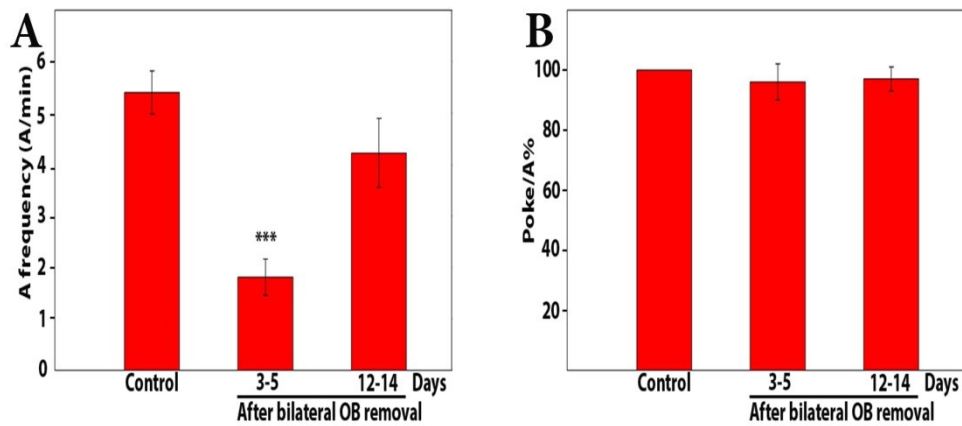 A
A frequency (A/min)
6
5
4
3
2
1
0
***
Control
3-5
12-14
Days
After bilateral OB removal
B
Poke/A%
100
80
60
40
20
Control
3-5
12-14
Days
After bilateral OB removal